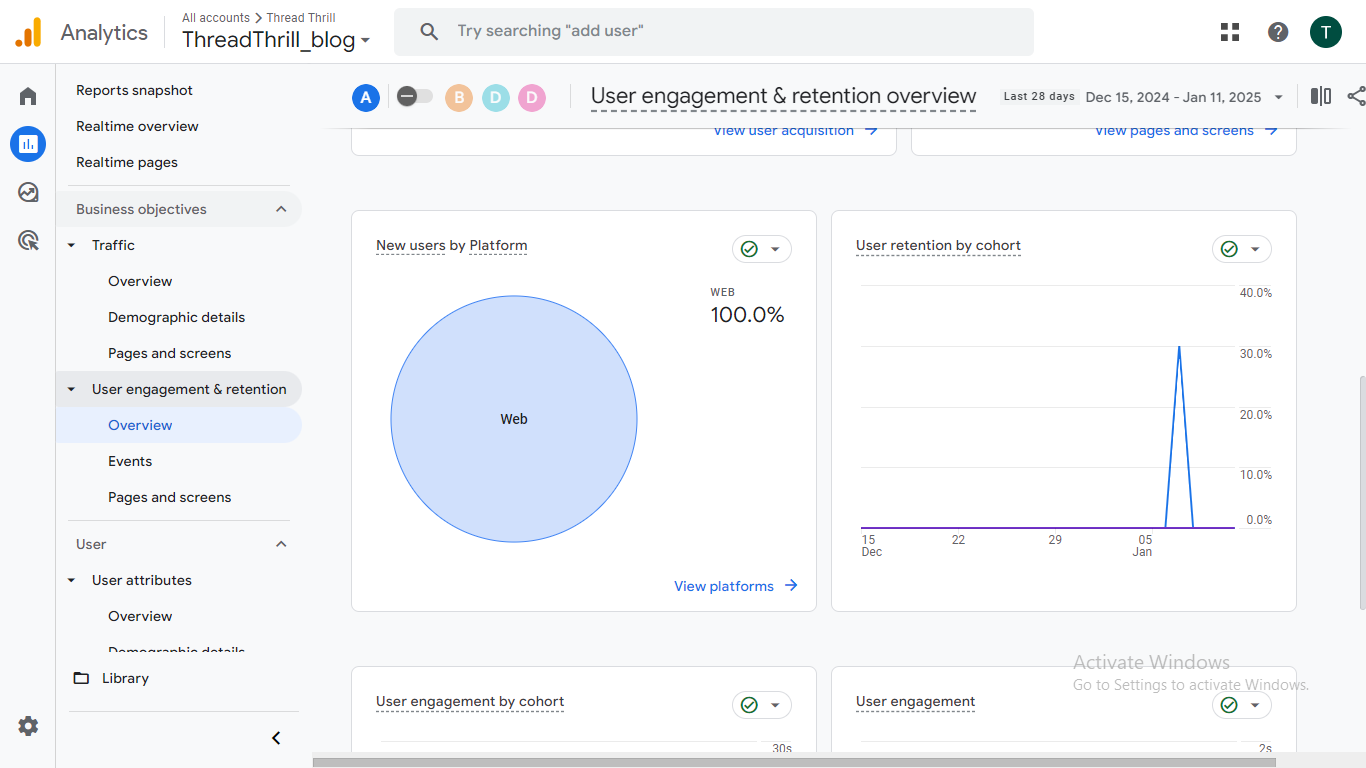 Analytics
All accounts > Thread Thrill
ThreadThrill_blog
Try searching "add user"
T
Reports snapshot
Realtime overview
Realtime pages
Business objectives
Traffic
Overview
Demographic details
Pages and screens
User engagement & retention
Overview
Events
Pages and screens
User
User attributes
Overview
Demographic details
Library
A
B
D
D
User engagement & retention overview
Last 28 days
Dec 15, 2024 - Jan 11, 2025
View user acquisition
View pages and screens
New users by Platform
WEB
100.0%
Web
View platforms
User retention by cohort
40.0%
30.0%
20.0%
10.0%
0.0%
15 22 29 05
Dec Jan
User engagement by cohort
30s
User engagement
2s
Activate Windows
Go to Settings to activate Windows.